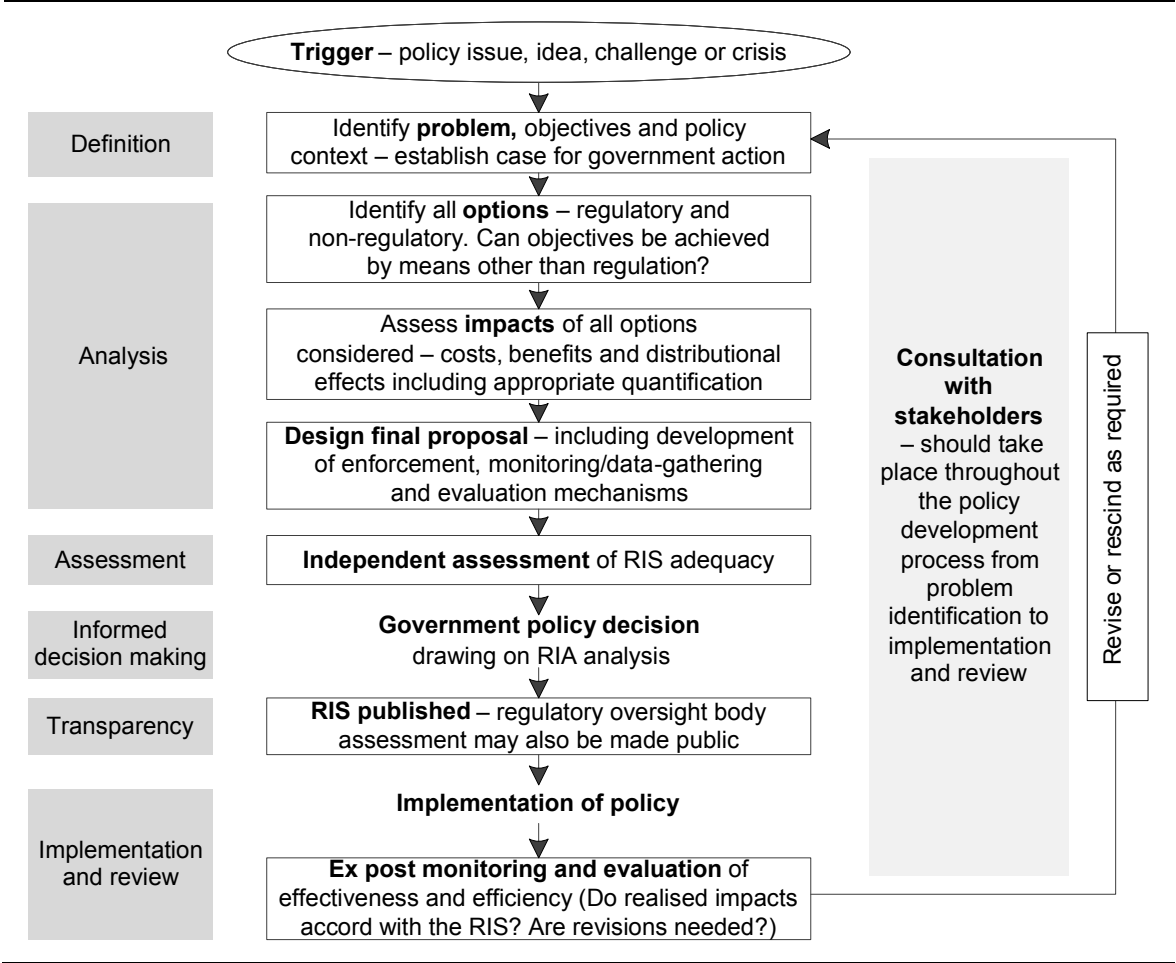 Trigger – policy issue, idea, challenge or crisis
Definition
Identify problem, objectives and policy
context – establish case for government action
Analysis
Identify all options – regulatory and
non-regulatory. Can objectives be achieved
by means other than regulation?
Assess impacts of all options
considered – costs, benefits and distributional
effects including appropriate quantification
Design final proposal – including development
of enforcement, monitoring/data-gathering
and evaluation mechanisms
Assessment
Independent assessment of RIS adequacy
Informed
decision making
Government policy decision
drawing on RIA analysis
Transparency
RIS published – regulatory oversight body
assessment may also be made public
Implementation
and review
Implementation of policy
Ex post monitoring and evaluation of
effectiveness and efficiency (Do realised impacts
accord with the RIS? Are revisions needed?)
Consultation
with
stakeholders
– should take
place throughout
the policy
development
process from
problem
identification to
implementation
and review
Revise or rescind as required